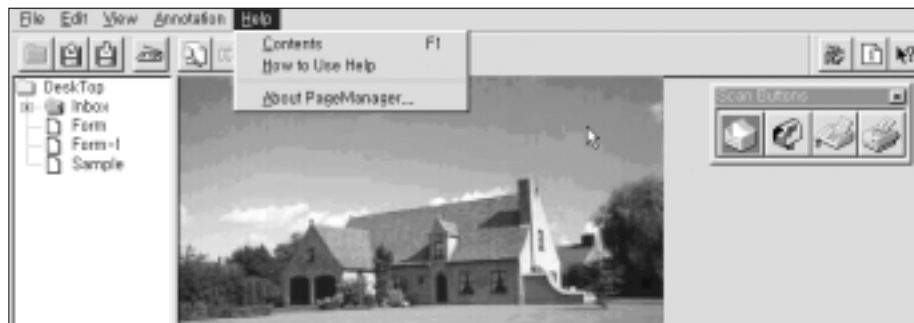 File Edit View Annotation Help
Contents F1
How to Use Help
About PageManager...
DeskTop
Inbox
Form
Form-1
Sample
Scan Buttons